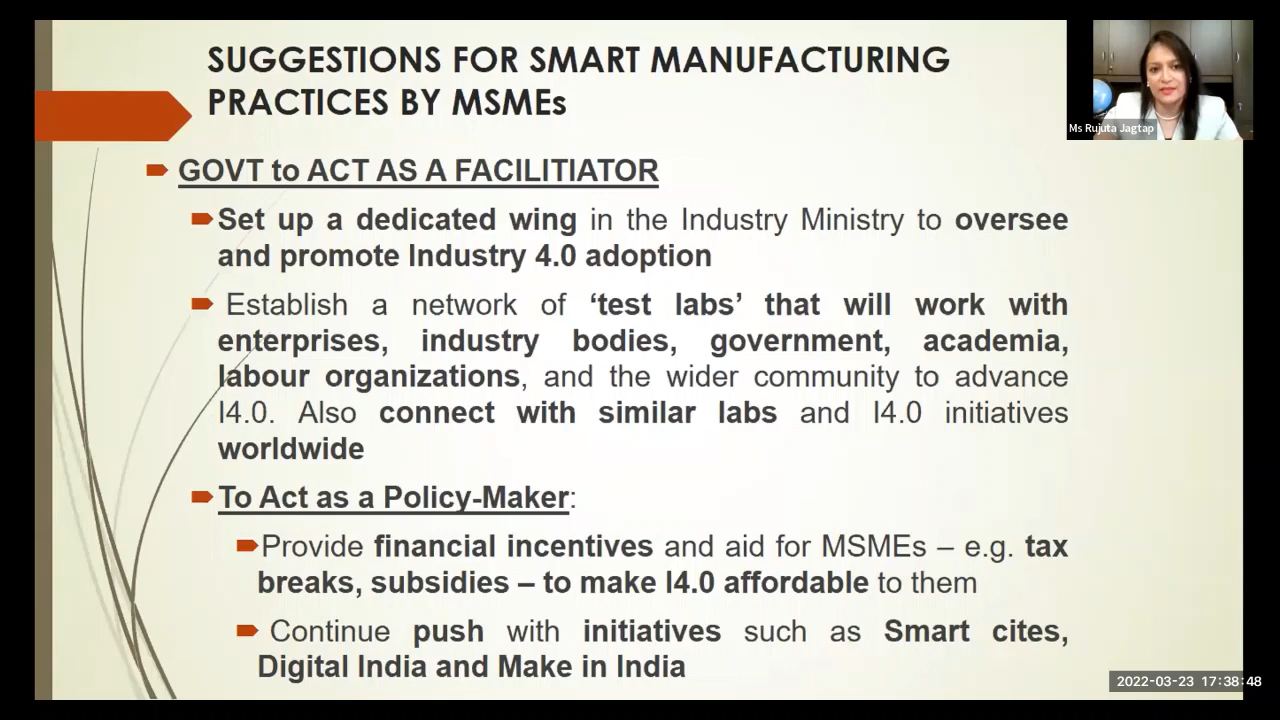 SUGGESTIONS FOR SMART MANUFACTURING
PRACTICES BY MSMEs
Ms Rujuta Jagtap
GOVT to ACT AS A FACILITIATOR
Set up a dedicated wing in the Industry Ministry to oversee
and promote Industry 4.0 adoption
Establish a network of ‘test labs’ that will work with
enterprises, industry bodies, government, academia,
labour organizations, and the wider community to advance
I4.0. Also connect with similar labs and I4.0 initiatives
worldwide
To Act as a Policy-Maker:
Provide financial incentives and aid for MSMEs – e.g. tax
breaks, subsidies – to make I4.0 affordable to them
Continue push with initiatives such as Smart cites,
Digital India and Make in India
2022-03-23 17:38:48